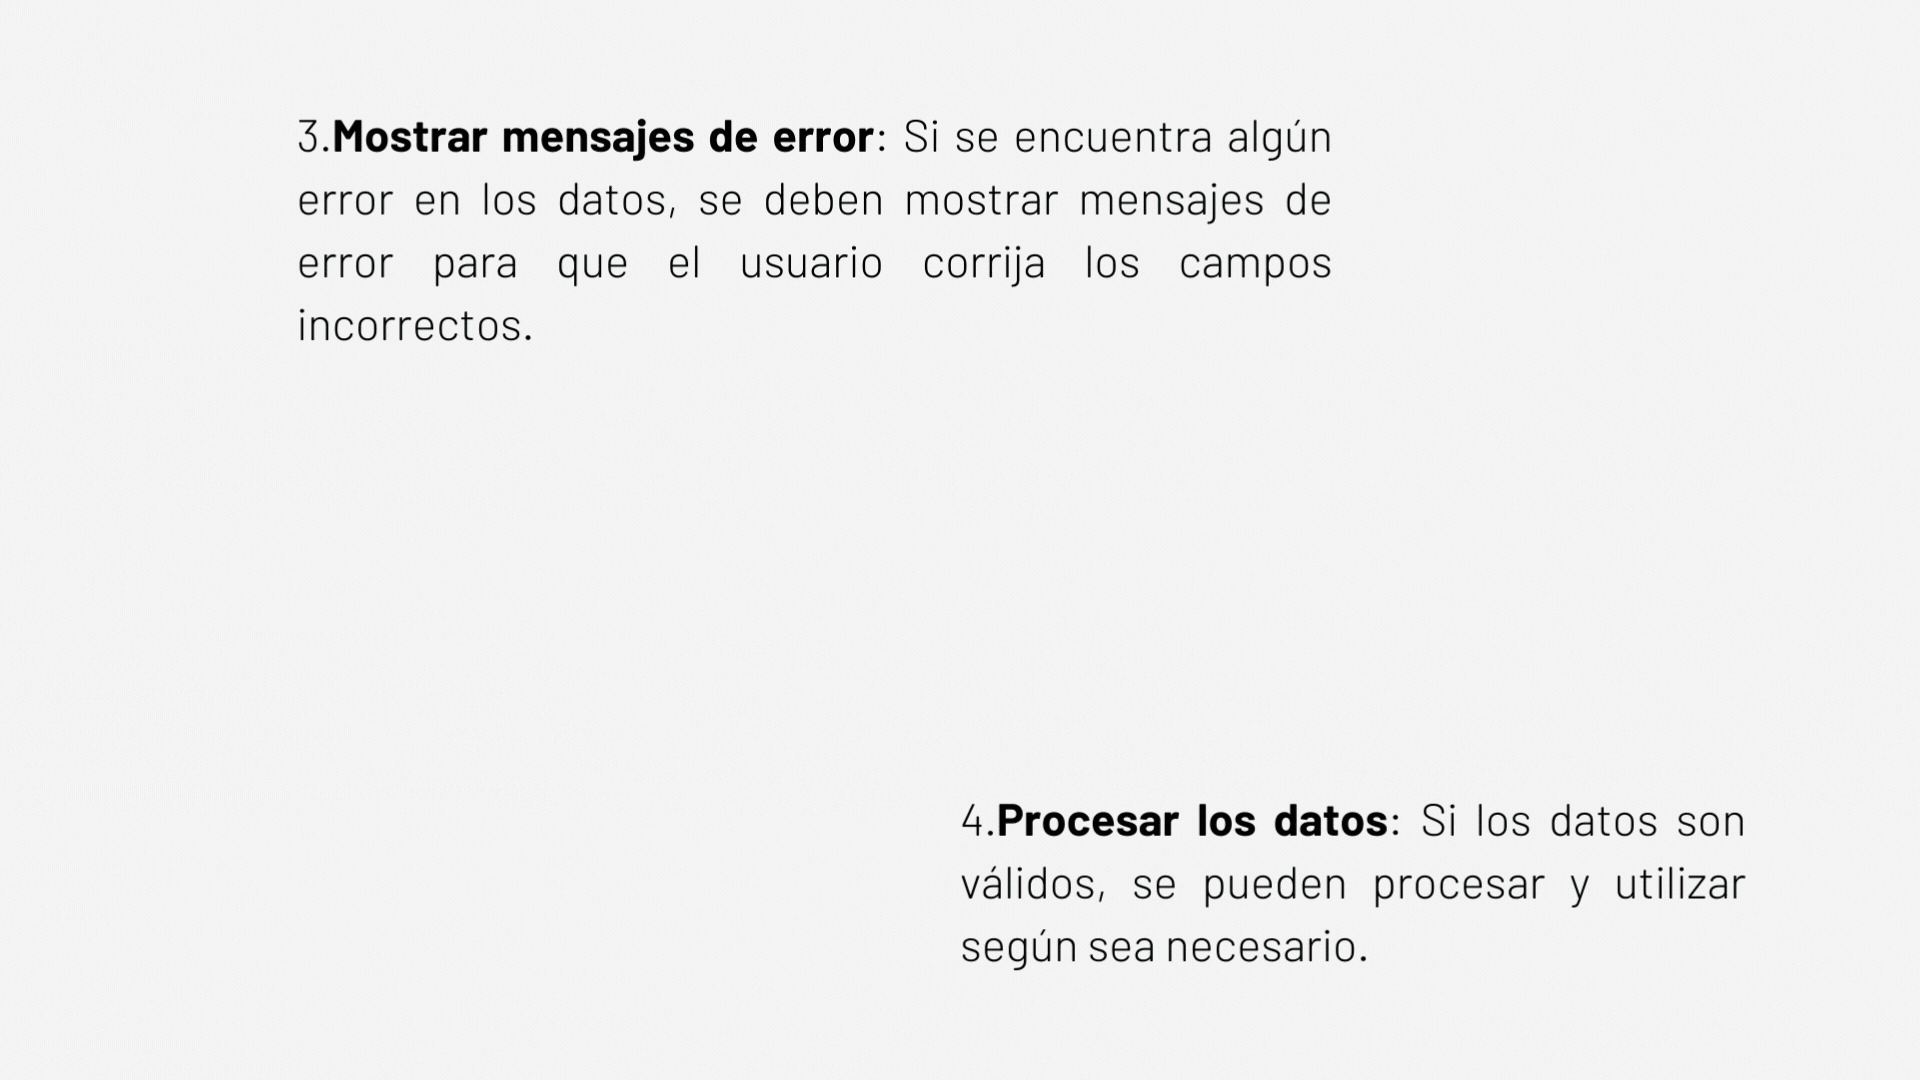 3.Mostrar mensajes de error: Si se encuentra algún
error en los datos, se deben mostrar mensajes de
error para que el usuario corrija los campos
incorrectos.
4.Procesar los datos: Si los datos son
válidos, se pueden procesar y utilizar
según sea necesario.